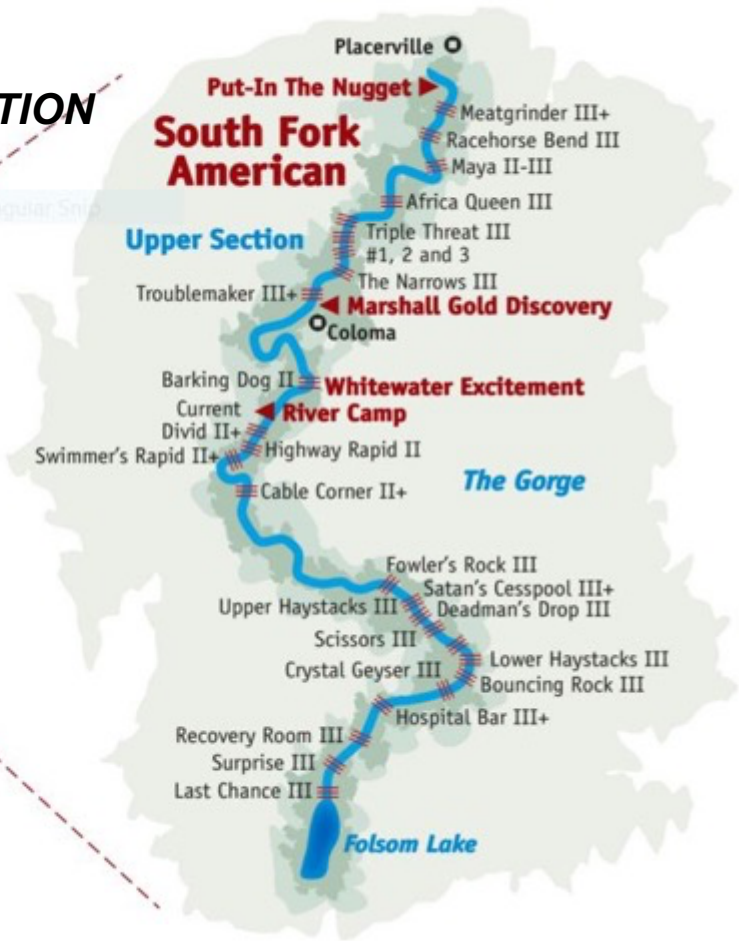 Placerville
TION
Put-In The Nugget
Meatgrinder III+
South Fork
American
Racehorse Bend III
Maya II-III
Africa Queen III
Upper Section
Triple Threat III
#1, 2 and 3
The Narrows III
Troublemaker III+
Marshall Gold Discovery
Coloma
Barking Dog II
Whitewater Excitement
River Camp
Current
Divid II+
Highway Rapid II
Swimmer's Rapid II+
The Gorge
Cable Corner II+
Fowler's Rock III
Satan's Cesspool III+
Upper Haystacks III
Deadman's Drop III
Scissors III
Lower Haystacks III
Crystal Geyser III
Bouncing Rock III
Hospital Bar III+
Recovery Room III
Surprise III
Last Chance III
Folsom Lake